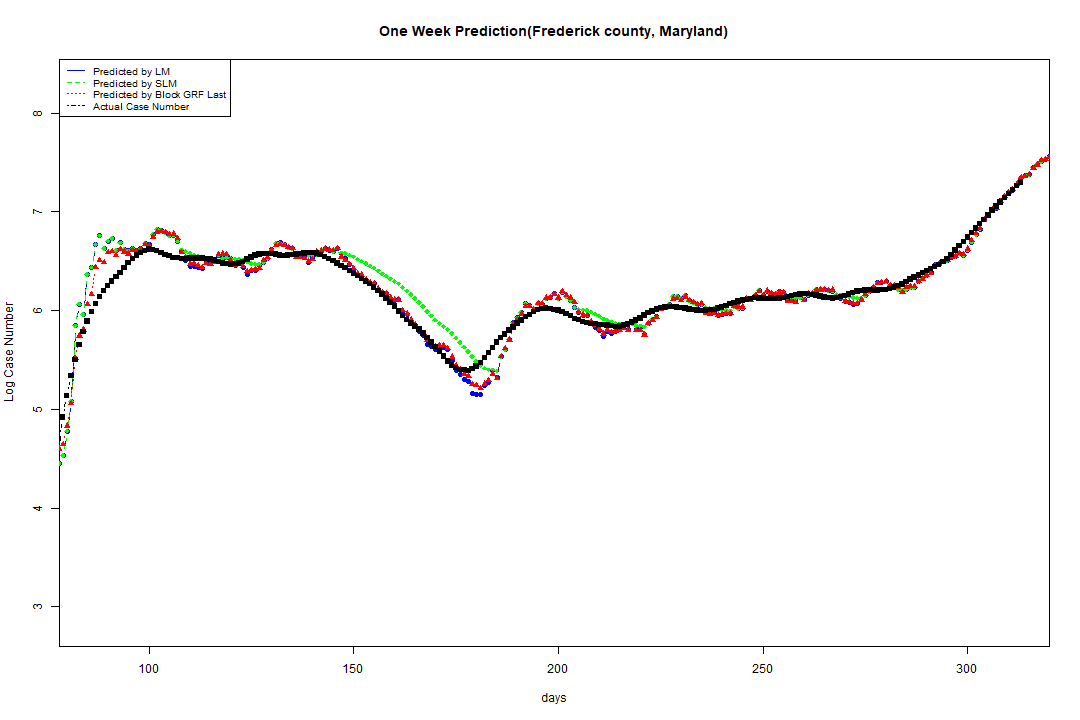 One Week Prediction(Frederick county, Maryland)
Predicted by LM
Predicted by SLM
Predicted by Block GRF Last
Actual Case Number
Log Case Number
8
7
6
5
4
3
100 150 200 250 300
days